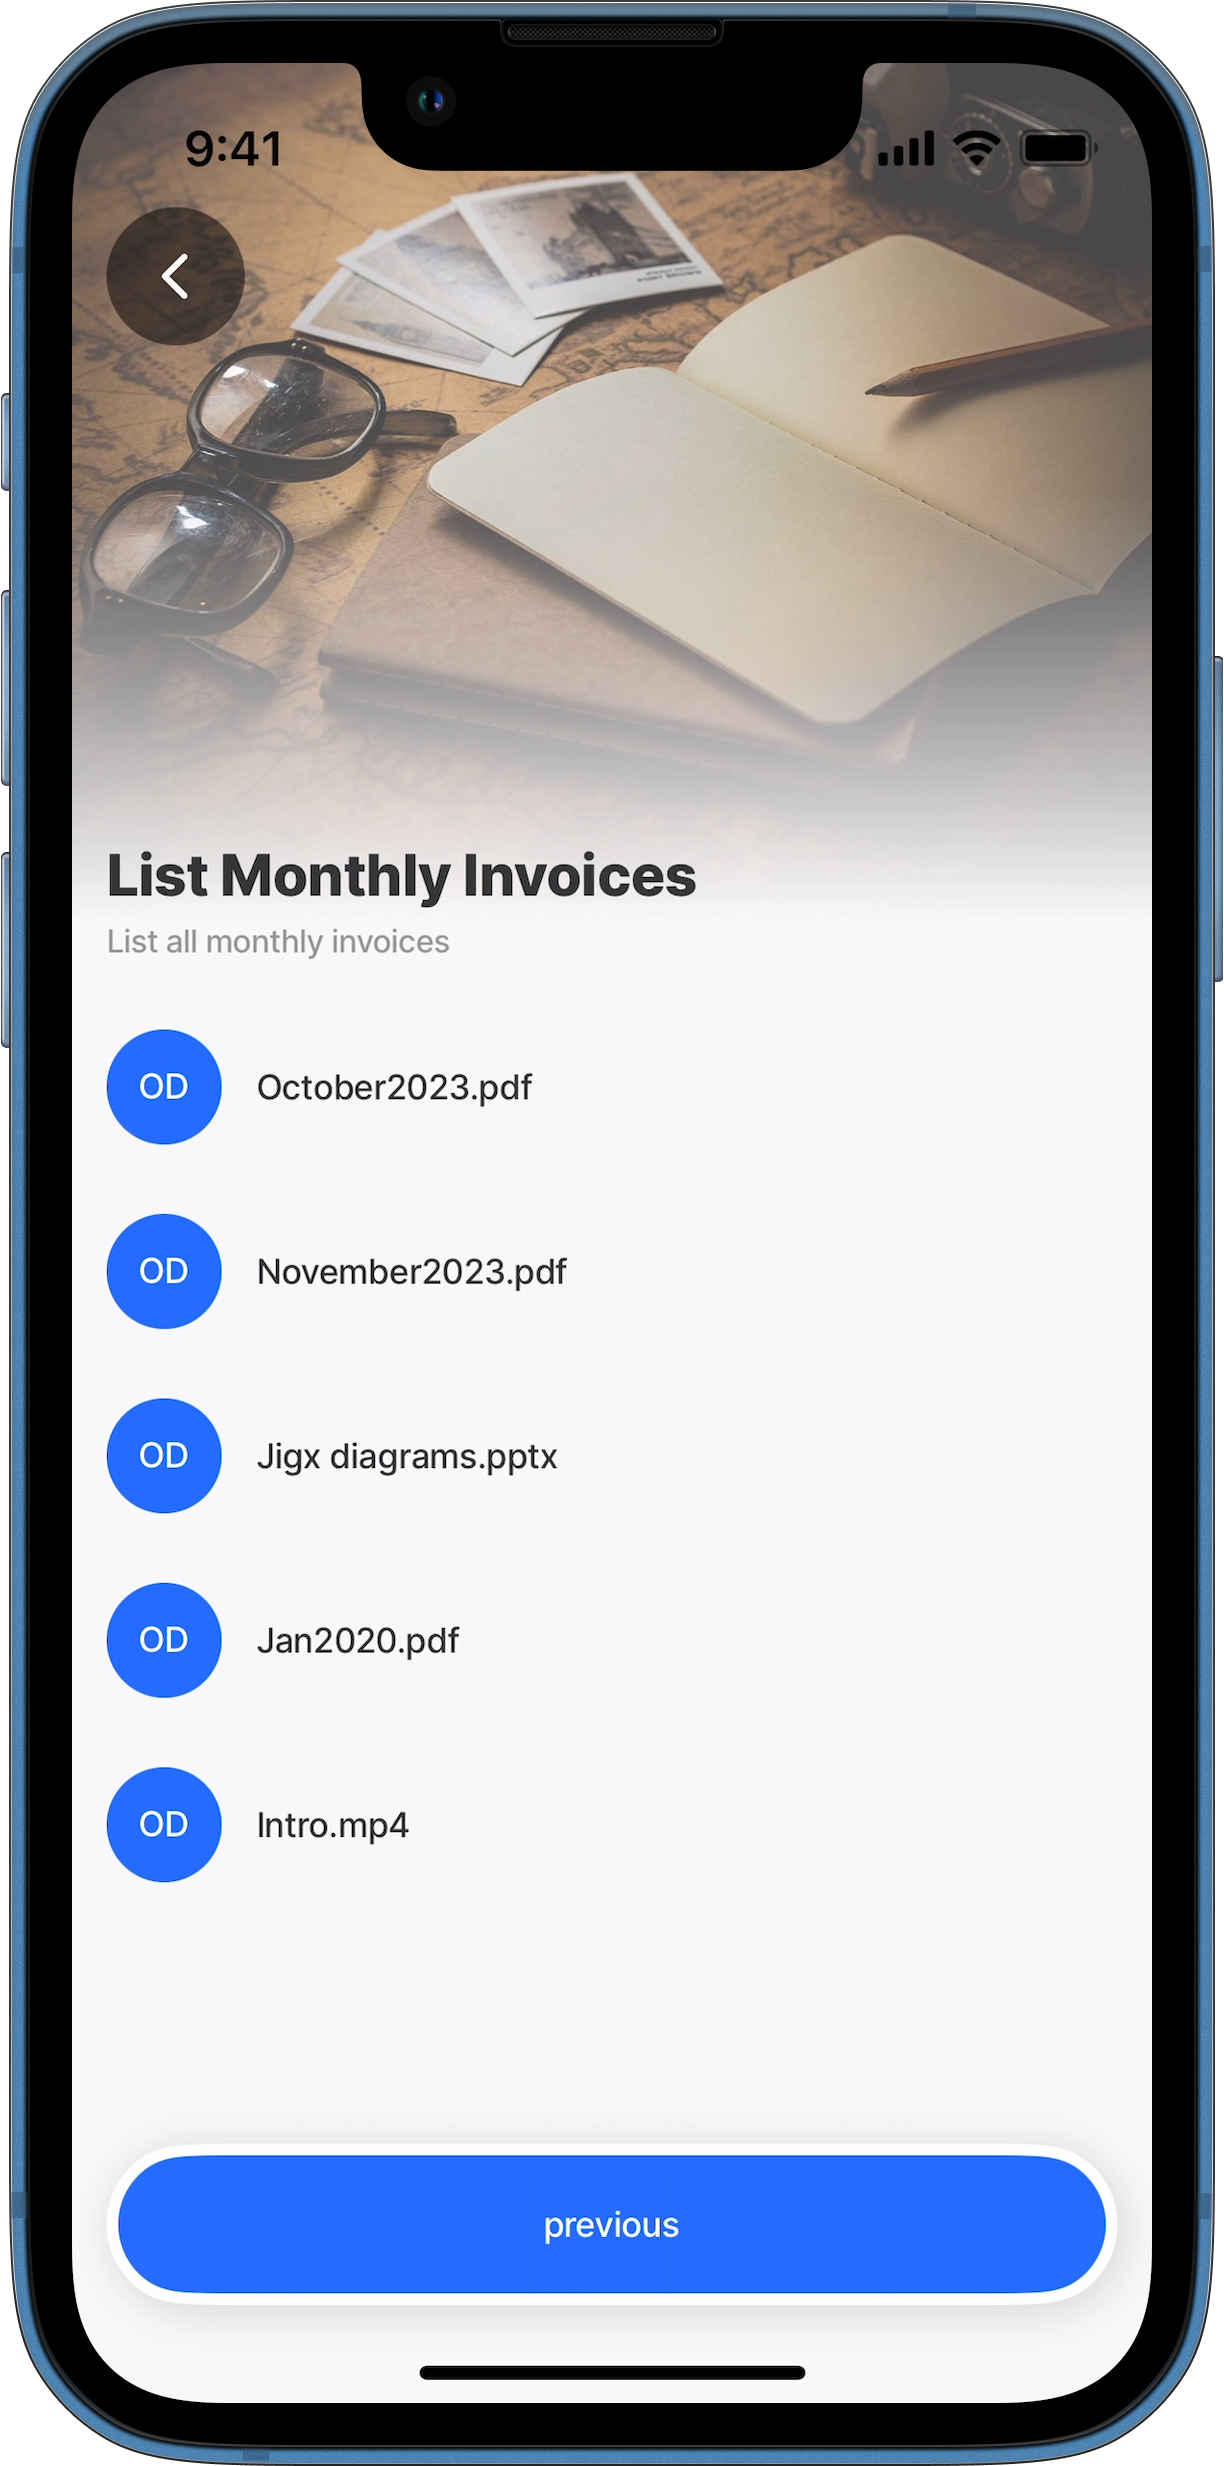 9:41
List Monthly Invoices
List all monthly invoices
OD October2023.pdf
OD November2023.pdf
OD Jigx diagrams.pptx
OD Jan2020.pdf
OD Intro.mp4
previous